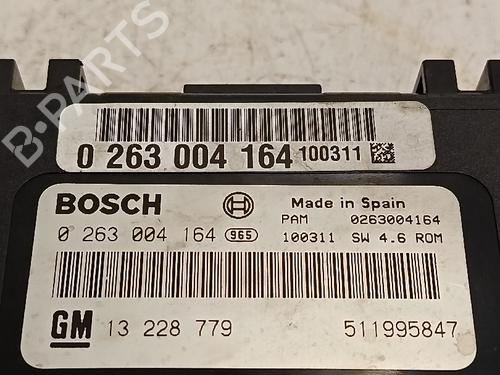 B-PARTS
0 263 004 164 100311
BOSCH
Made in Spain
PAM 0263004164
0 263 004 164 965
100311 SW 4.6 ROM
GM 13 228 779
511995847